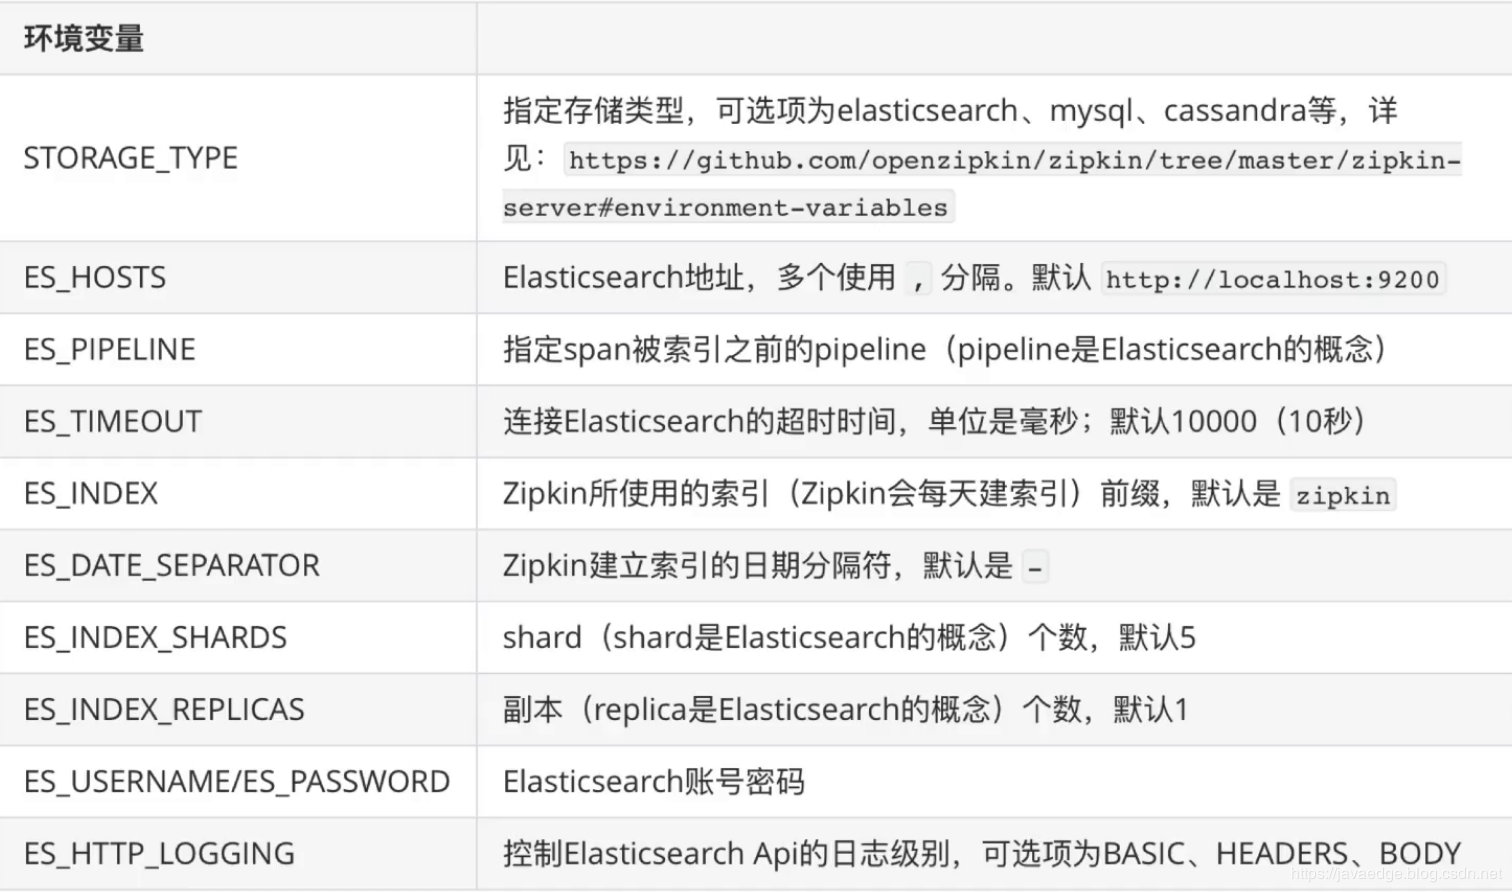 环境变量
STORAGE_TYPE
指定存储类型，可选项为elasticsearch、mysql、cassandra等，详
见：https://github.com/openzipkin/zipkin/tree/master/zipkin-
server#environment-variables
ES_HOSTS
Elasticsearch地址，多个使用 , 分隔。默认 http://localhost:9200
ES_PIPELINE
指定span被索引之前的pipeline（pipeline是Elasticsearch的概念）
ES_TIMEOUT
连接Elasticsearch的超时时间，单位是毫秒；默认10000（10秒）
ES_INDEX
Zipkin所使用的索引（Zipkin会每天建索引）前缀，默认是 zipkin
ES_DATE_SEPARATOR
Zipkin建立索引的日期分隔符，默认是 -
ES_INDEX_SHARDS
shard（shard是Elasticsearch的概念）个数，默认5
ES_INDEX_REPLICAS
副本（replica是Elasticsearch的概念）个数，默认1
ES_USERNAME/ES_PASSWORD
Elasticsearch账号密码
ES_HTTP_LOGGING
控制Elasticsearch Api的日志级别，可选项为BASIC、HEADERS、BODY
https://javaedge.blog.csdn.net